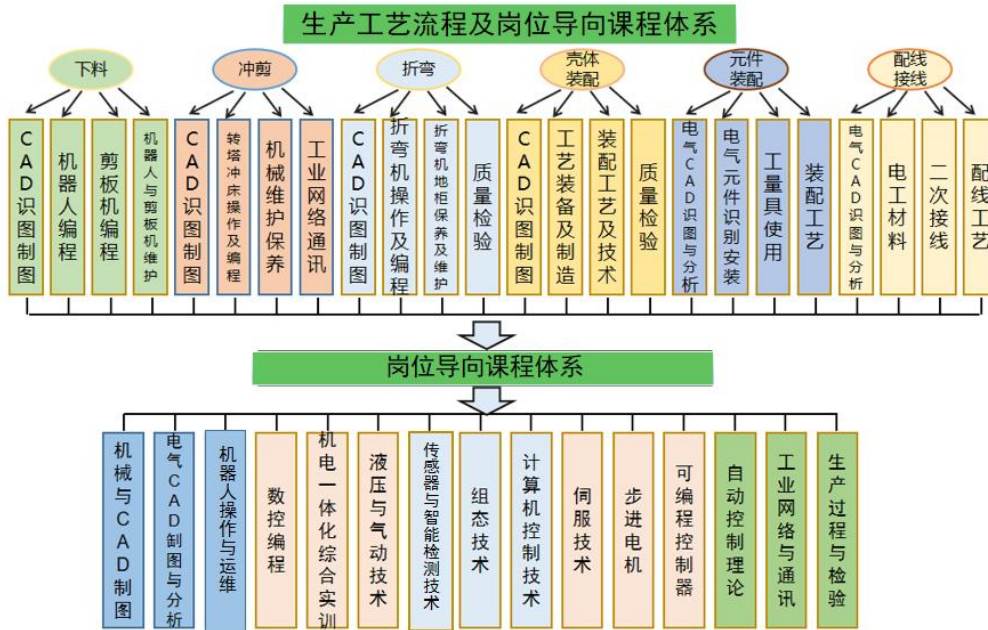 生产工艺流程及岗位导向课程体系
下料
冲剪
折弯
壳体
装配
元件
装配
配线
接线
CAD识图制图
机器人编程
剪板机编程
机器人与剪板机维护
CAD识图制图
转塔冲床操作及编程
机械维护保养
工业网络通讯
CAD识图制图
折弯机操作及编程
折弯机地柜保养及维护
质量检验
CAD识图制图
工艺装备及制造
装配工艺及技术
质量检验
电气CAD识图与分析
电气元件识别安装
工量具使用
装配工艺
电气CAD识图与分析
电工材料
二次接线
配线工艺
岗位导向课程体系
机械与CAD制图
电气CAD制图与分析
机器人操作与运维
数控编程
机电一体化综合实训
液压与气动技术
传感器与智能检测技术
组态技术
计算机控制技术
伺服技术
步进电机
可编程控制器
自动控制理论
工业网络与通讯
生产过程与检验